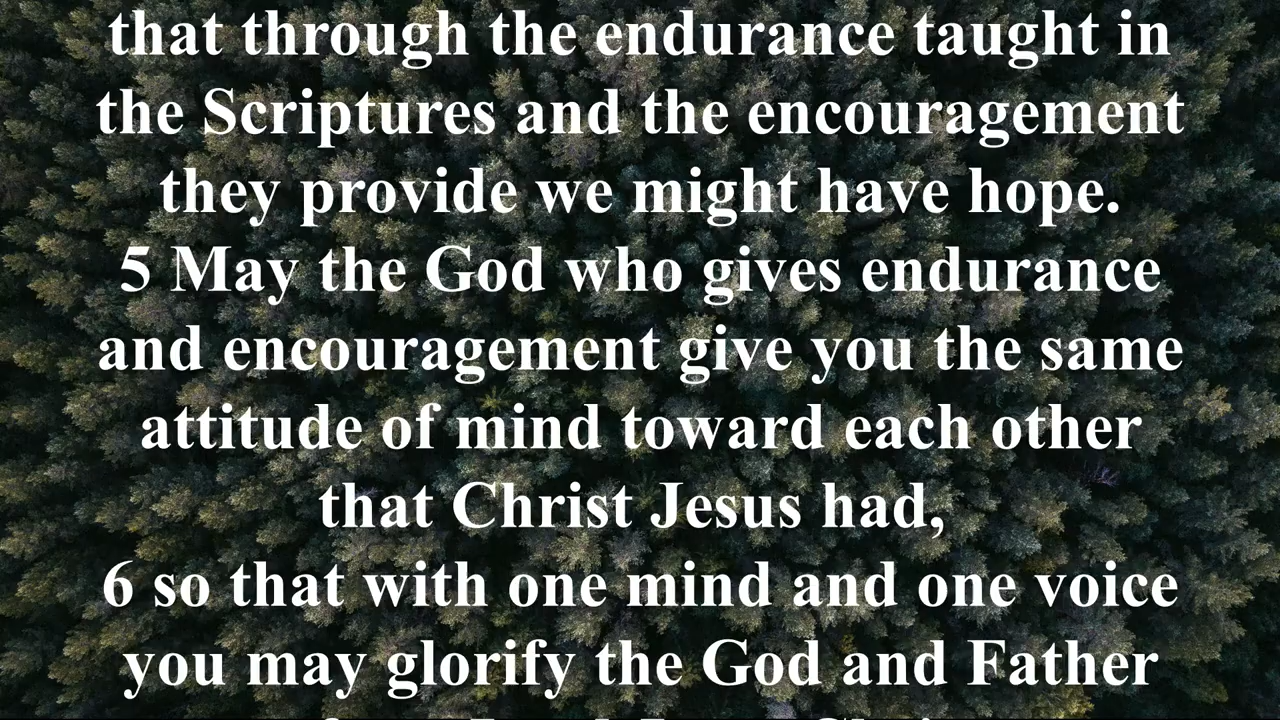 that through the endurance taught in
the Scriptures and the encouragement
they provide we might have hope.
5 May the God who gives endurance
and encouragement give you the same
attitude of mind toward each other
that Christ Jesus had,
6 so that with one mind and one voice
you may glorify the God and Father